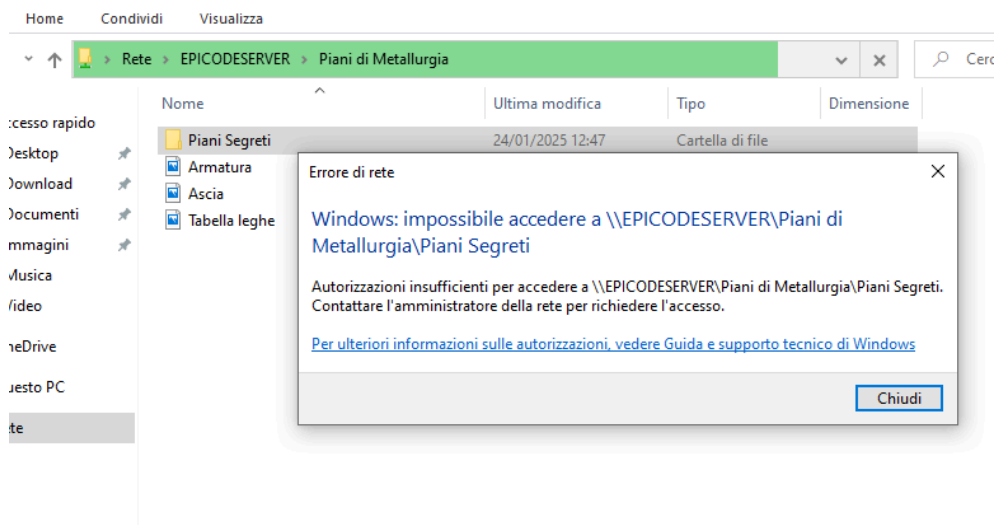 Home Condividi Visualizza
Rete EPICODESERVER Piani di Metallurgia
Cerc
Nome Ultima modifica Tipo Dimensione
ccesso rapido
Desktop
Download
Documenti
mmagini
Musica
Video
neDrive
uesto PC
ete
Piani Segreti 24/01/2025 12:47 Cartella di file
Armatura
Ascia
Tabella leghe
Errore di rete
Windows: impossibile accedere a \\EPICODESERVER\Piani di
Metallurgia\Piani Segreti
Autorizzazioni insufficienti per accedere a \\EPICODESERVER\Piani di Metallurgia\Piani Segreti.
Contattare l'amministratore della rete per richiedere l'accesso.
Per ulteriori informazioni sulle autorizzazioni, vedere Guida e supporto tecnico di Windows
Chiudi